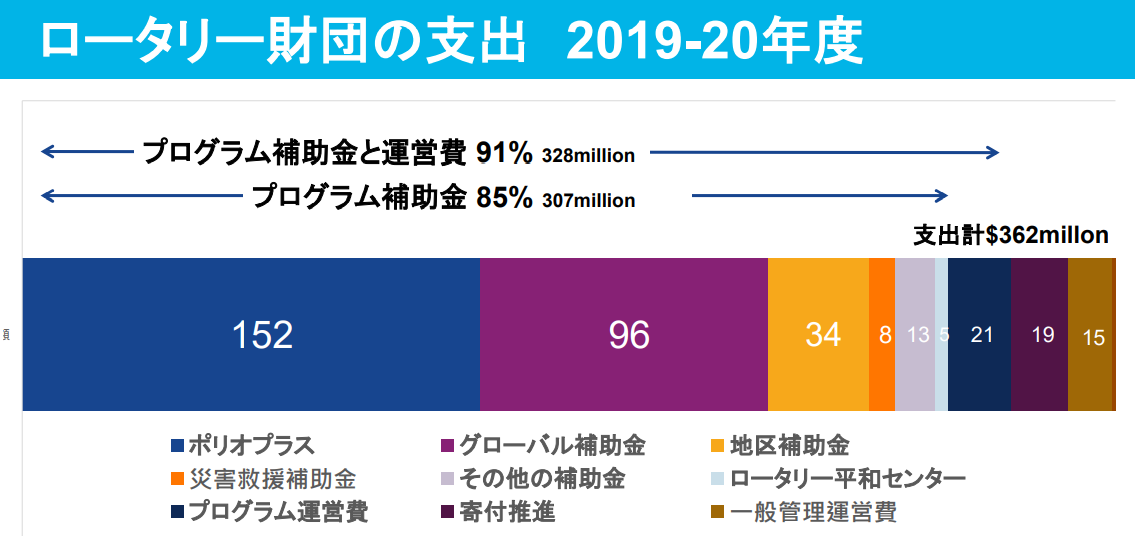 ロータリー財団の支出 2019-20年度
プログラム補助金と運営費 91% 328million
プログラム補助金 85% 307million
支出計$362millon
152 96 34 8 13 5 21 19 15
ポリオプラス グローバル補助金 地区補助金
災害救援補助金 その他の補助金 ロータリー平和センター
プログラム運営費 寄付推進 一般管理運営費